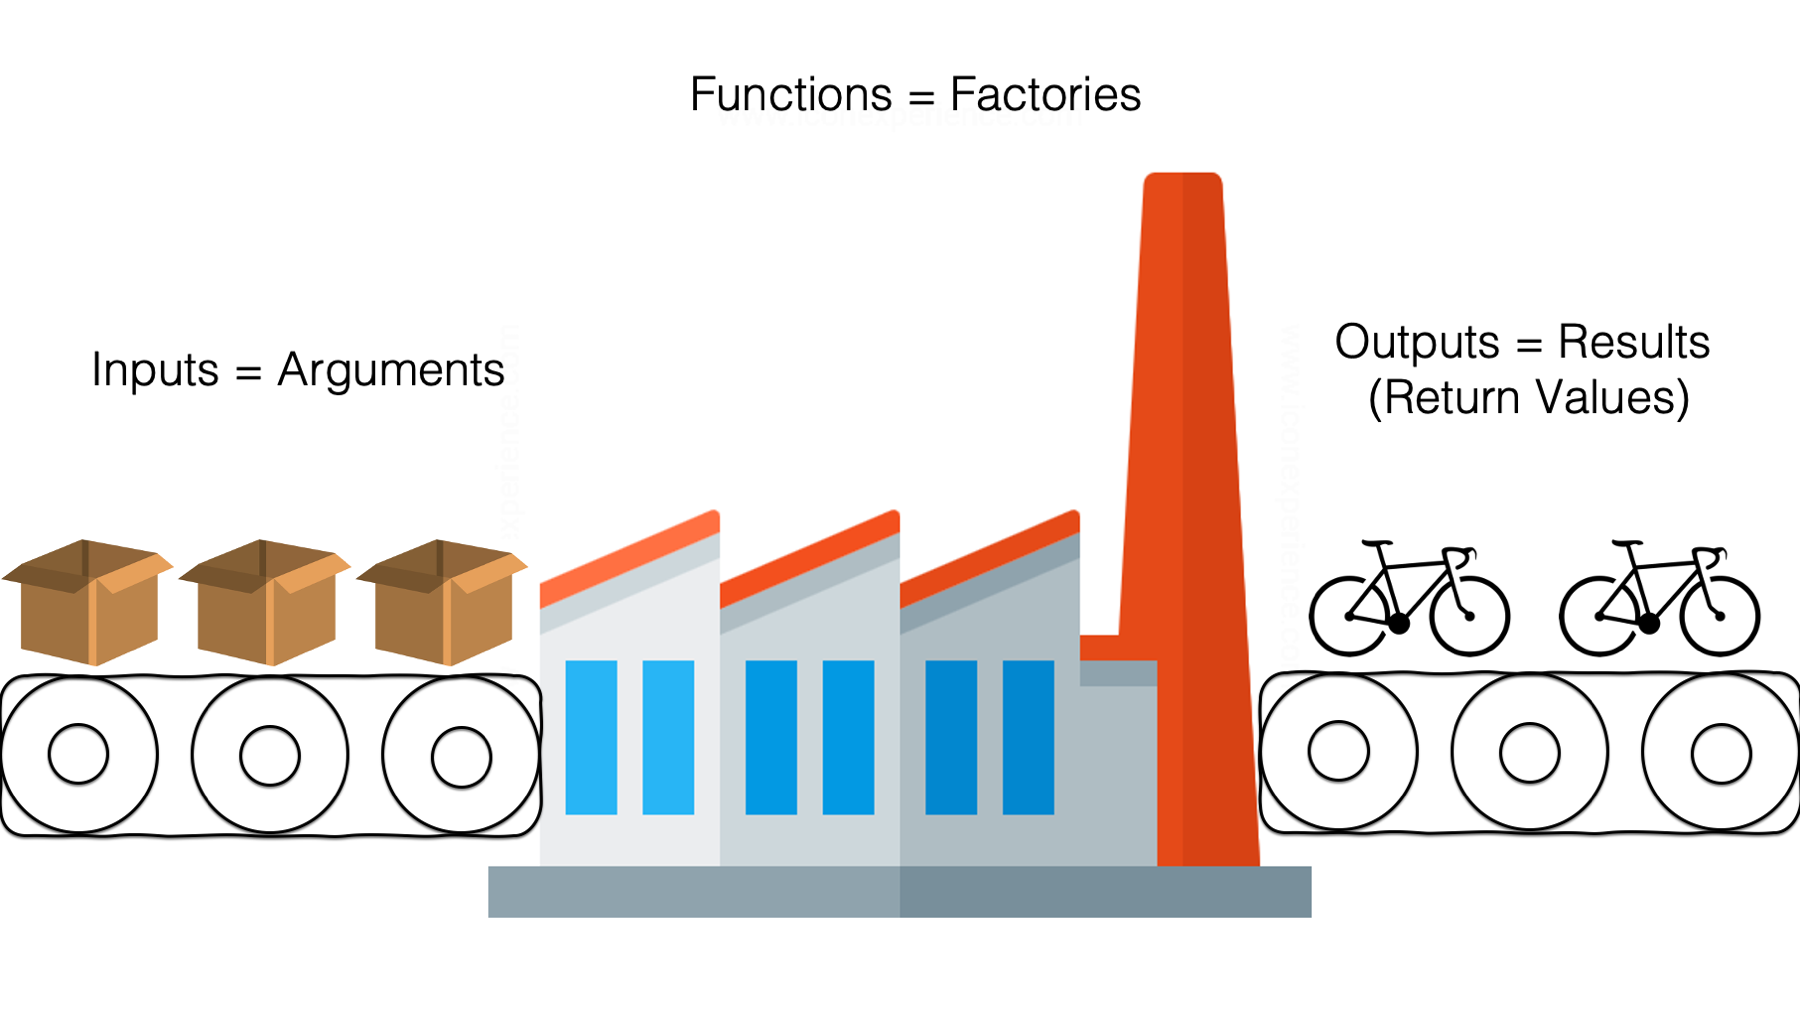 Functions = Factories
Inputs = Arguments
Outputs = Results
(Return Values)